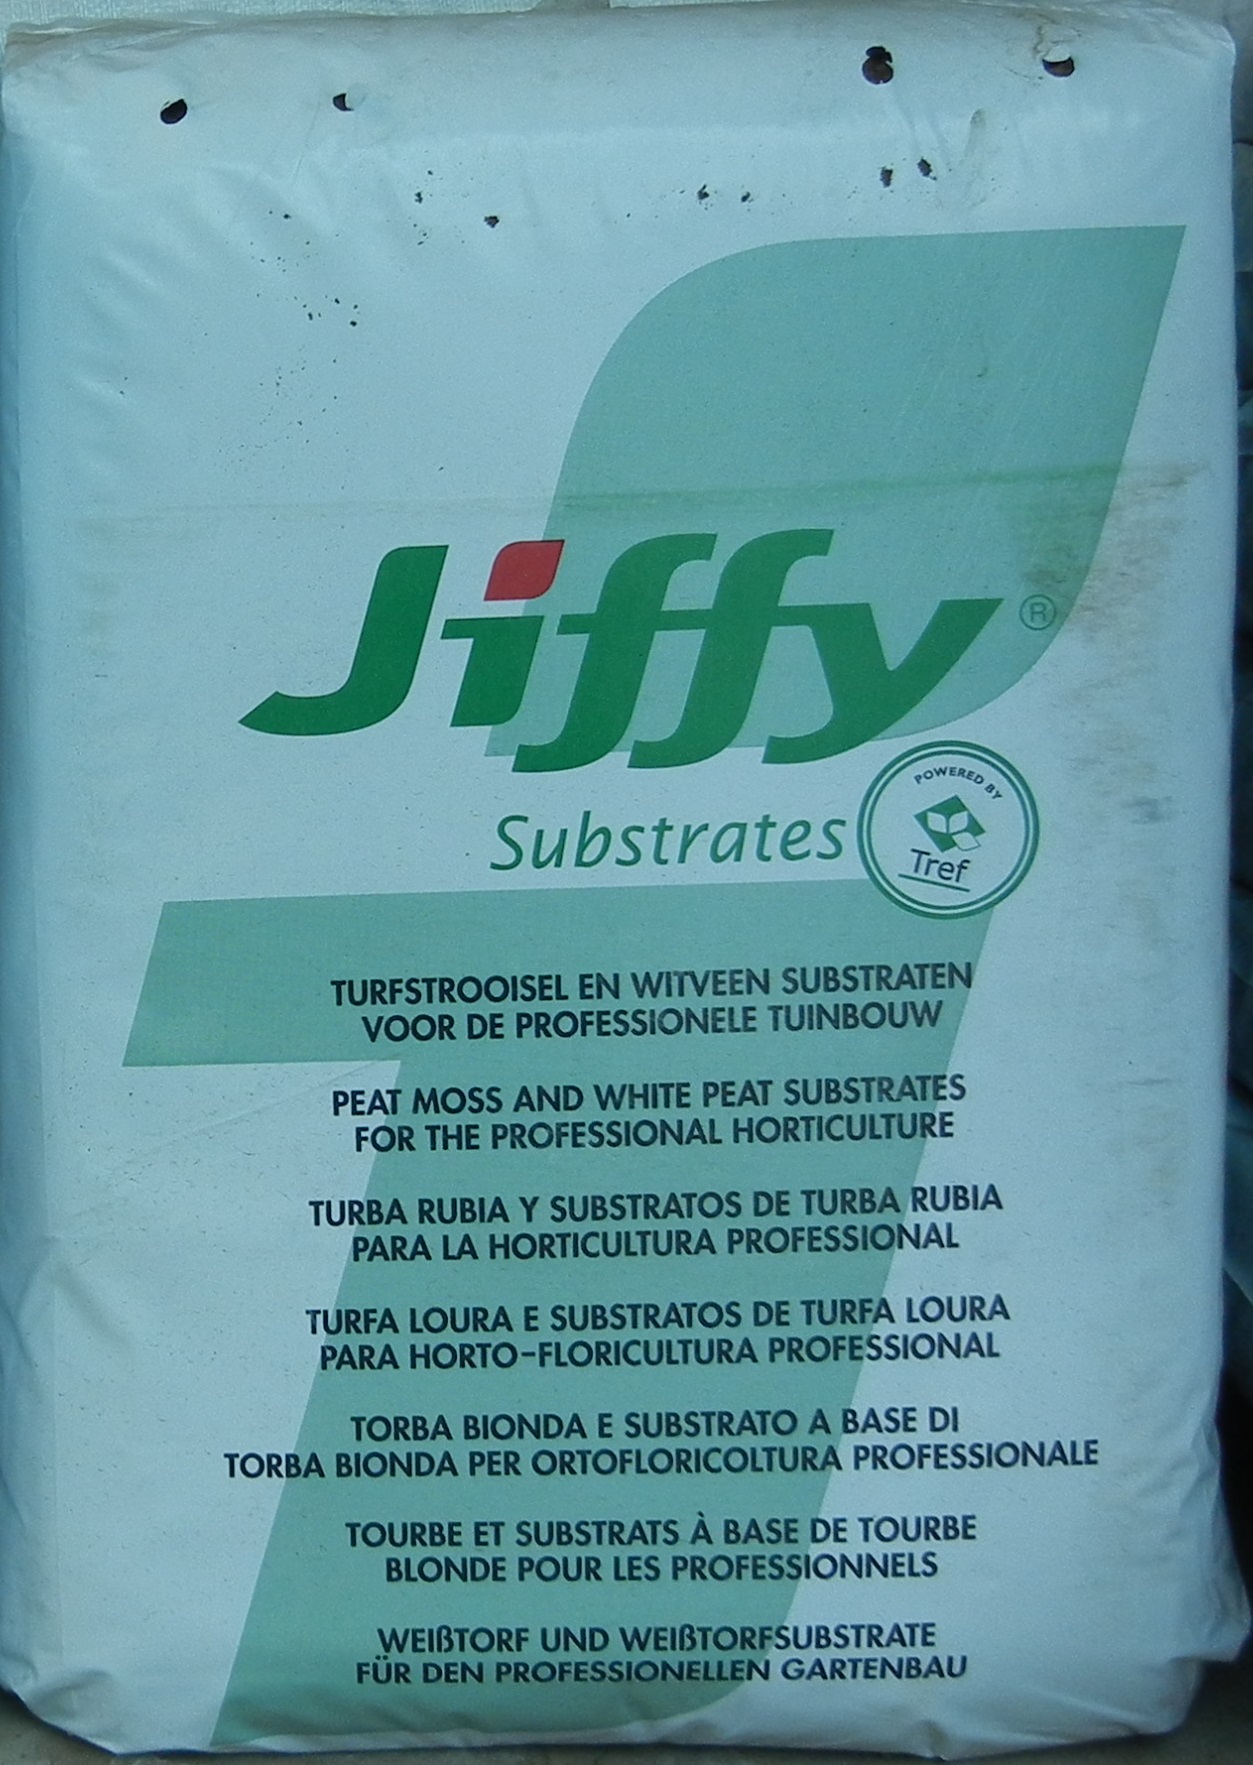 Jiffy®
Substrates
POWERED BY
Tref
TURFSTROOISEL EN WITVEEN SUBSTRATEN
VOOR DE PROFESSIONELE TUINBOUW
PEAT MOSS AND WHITE PEAT SUBSTRATES
FOR THE PROFESSIONAL HORTICULTURE
TURBA RUBIA Y SUBSTRATOS DE TURBA RUBIA
PARA LA HORTICULTURA PROFESSIONAL
TURFA LOURA E SUBSTRATOS DE TURFA LOURA
PARA HORTO-FLORICULTURA PROFESSIONAL
TORBA BIONDA E SUBSTRATO A BASE DI
TORBA BIONDA PER ORTOFLORICOLTURA PROFESSIONALE
TOURBE ET SUBSTRATS À BASE DE TOURBE
BLONDE POUR LES PROFESSIONNELS
WEIßTORF UND WEIßTORFSUBSTRATE
FÜR DEN PROFESSIONELLEN GARTENBAU